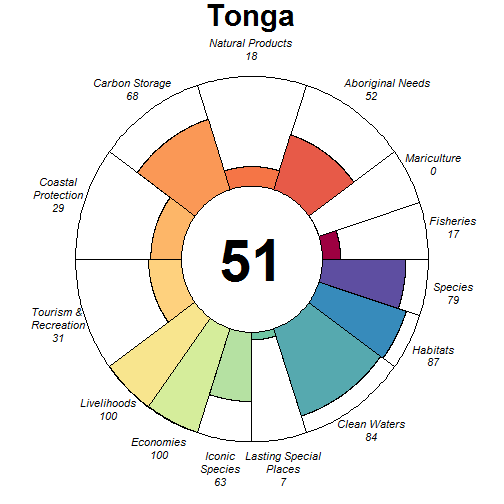 Tonga
Natural Products
18
Carbon Storage
68
Aboriginal Needs
52
Mariculture
0
Coastal
Protection
29
Fisheries
17
51
Species
79
Tourism &
Recreation
31
Habitats
87
Livelihoods
100
Clean Waters
84
Economies
100
Iconic
Species
63
Lasting Special
Places
7